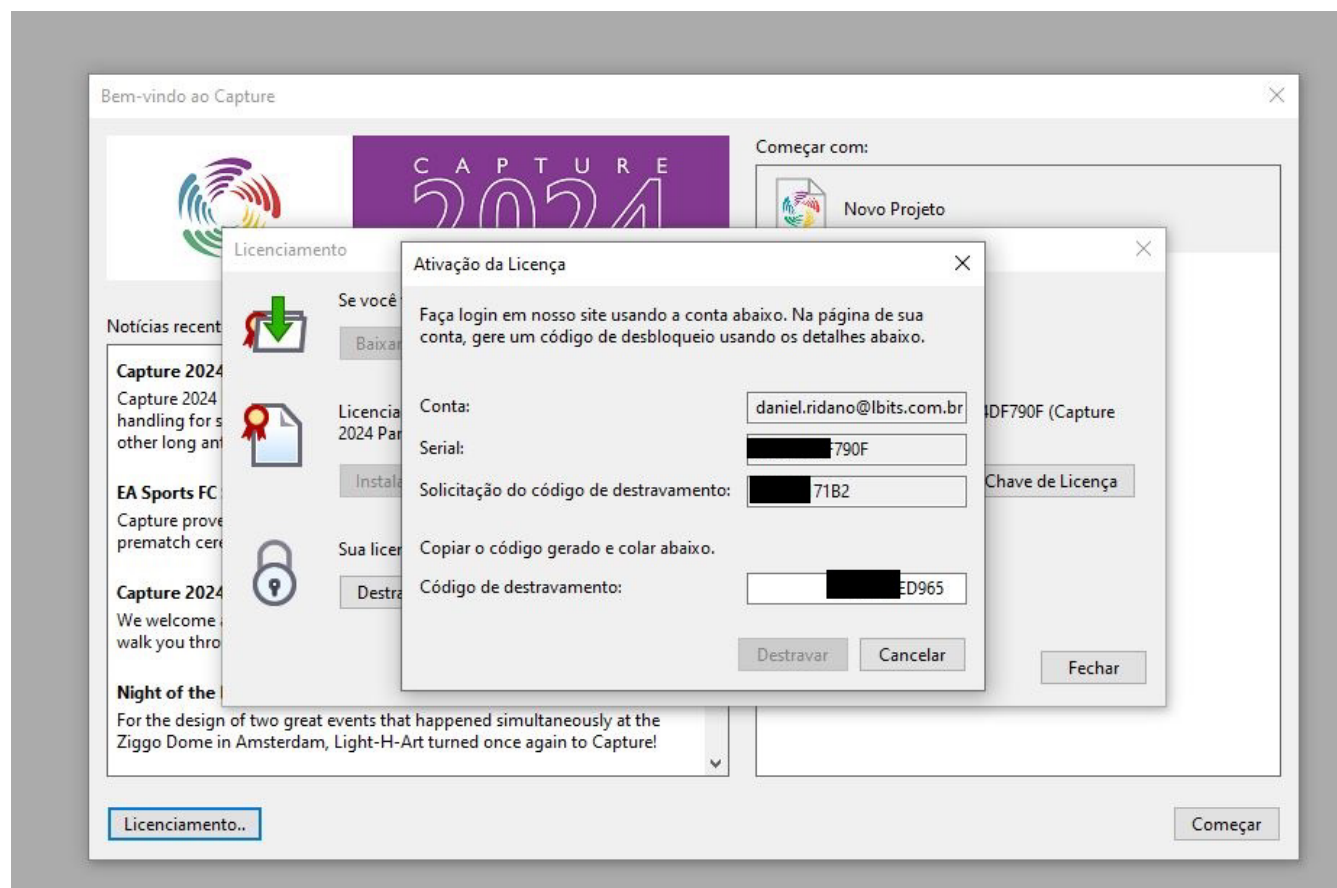 Bem-vindo ao Capture
CAPTURE
2024
Começar com:
Novo Projeto
Notícias recent
Capture 2024
Capture 2024
handling for s
other long an
EA Sports FC
Capture prove
prematch cere
Capture 2024
We welcome
walk you thro
Night of the
For the design of two great events that happened simultaneously at the
Ziggo Dome in Amsterdam, Light-H-Art turned once again to Capture!
Licenciamento..
Começar
Licenciamento
Se você
Baixar
Licencia
4DF790F (Capture
2024 Par
Instala
Chave de Licença
Sua licen
Destra
Fechar
Ativação da Licença
Faça login em nosso site usando a conta abaixo. Na página de sua
conta, gere um código de desbloqueio usando os detalhes abaixo.
Conta: daniel.ridano@lbits.com.br
Serial: F790F
Solicitação do código de destravamento: 71B2
Copiar o código gerado e colar abaixo.
Código de destravamento: ED965
Destravar Cancelar